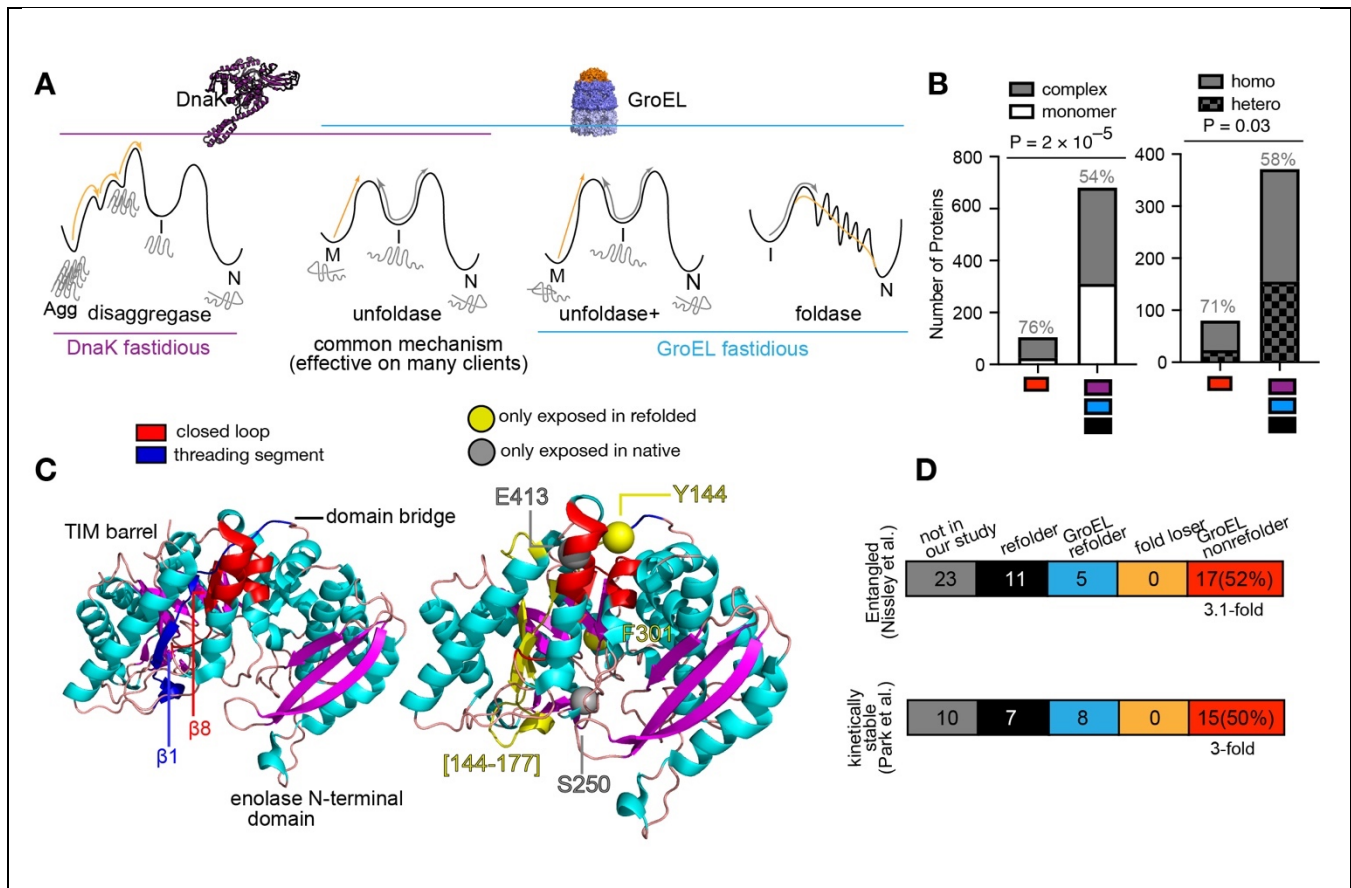 A
DnaK
GroEL
M
I
N
Agg
I
N
disaggregase
unfoldase
M
I
N
unfoldase+
I
N
foldase
DnaK fastidious
common mechanism
(effective on many clients)
GroEL fastidious
B
complex
monomer
P = 2 × 10⁻⁵
homo
hetero
P = 0.03
Number of Proteins
800
600
400
200
0
76%
54%
400
300
200
100
0
71%
58%
closed loop
threading segment
only exposed in refolded
only exposed in native
C
TIM barrel
domain bridge
β8
β1
enolase N-terminal
domain
E413
Y144
F301
[144-177]
S250
D
not in
our study
refolder
GroEL
refolder
fold loser
GroEL
nonrefolder
Entangled
(Nissley et al.)
23
11
5
0
17(52%)
3.1-fold
kinetically
stable
(Park et al.)
10
7
8
0
15(50%)
3-fold